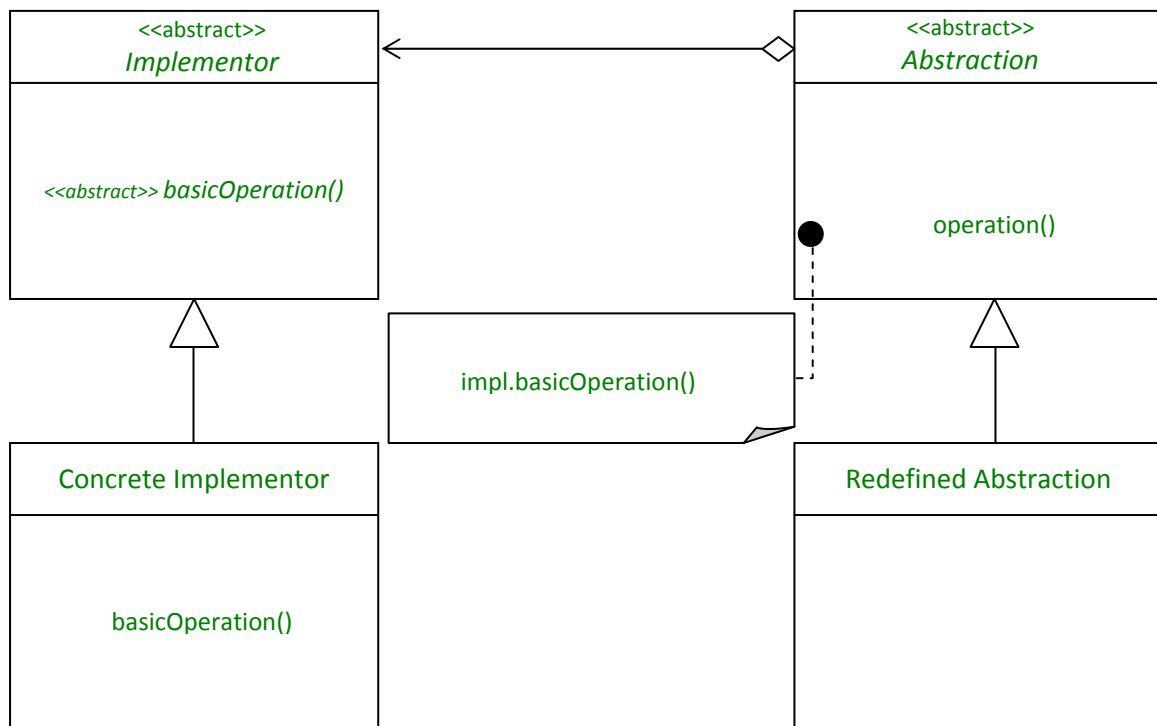 <<abstract>>
Implementor
<<abstract>> basicOperation()
<<abstract>>
Abstraction
operation()
impl.basicOperation()
Concrete Implementor
basicOperation()
Redefined Abstraction